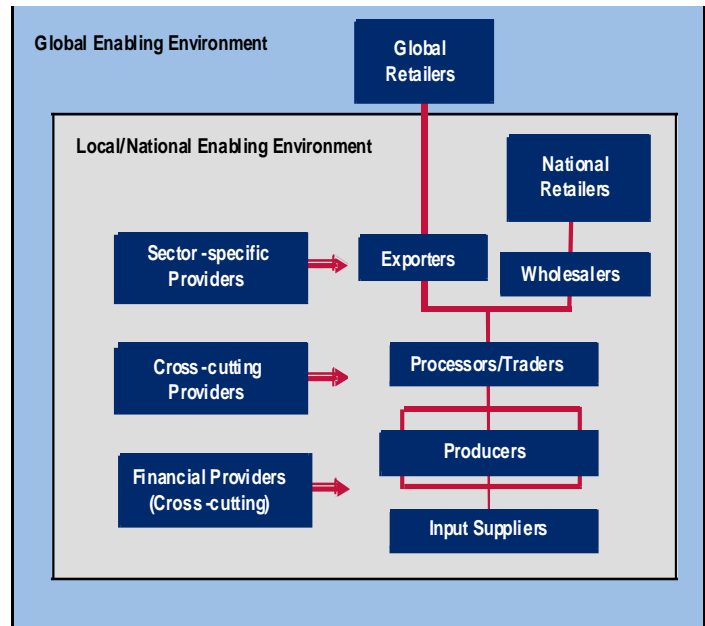 Global Enabling Environment
Global
Retailers
Local/National Enabling Environment
National
Retailers
Sector -specific
Providers
Exporters
Wholesalers
Cross -cutting
Providers
Processors/Traders
Producers
Financial Providers
(Cross -cutting)
Input Suppliers